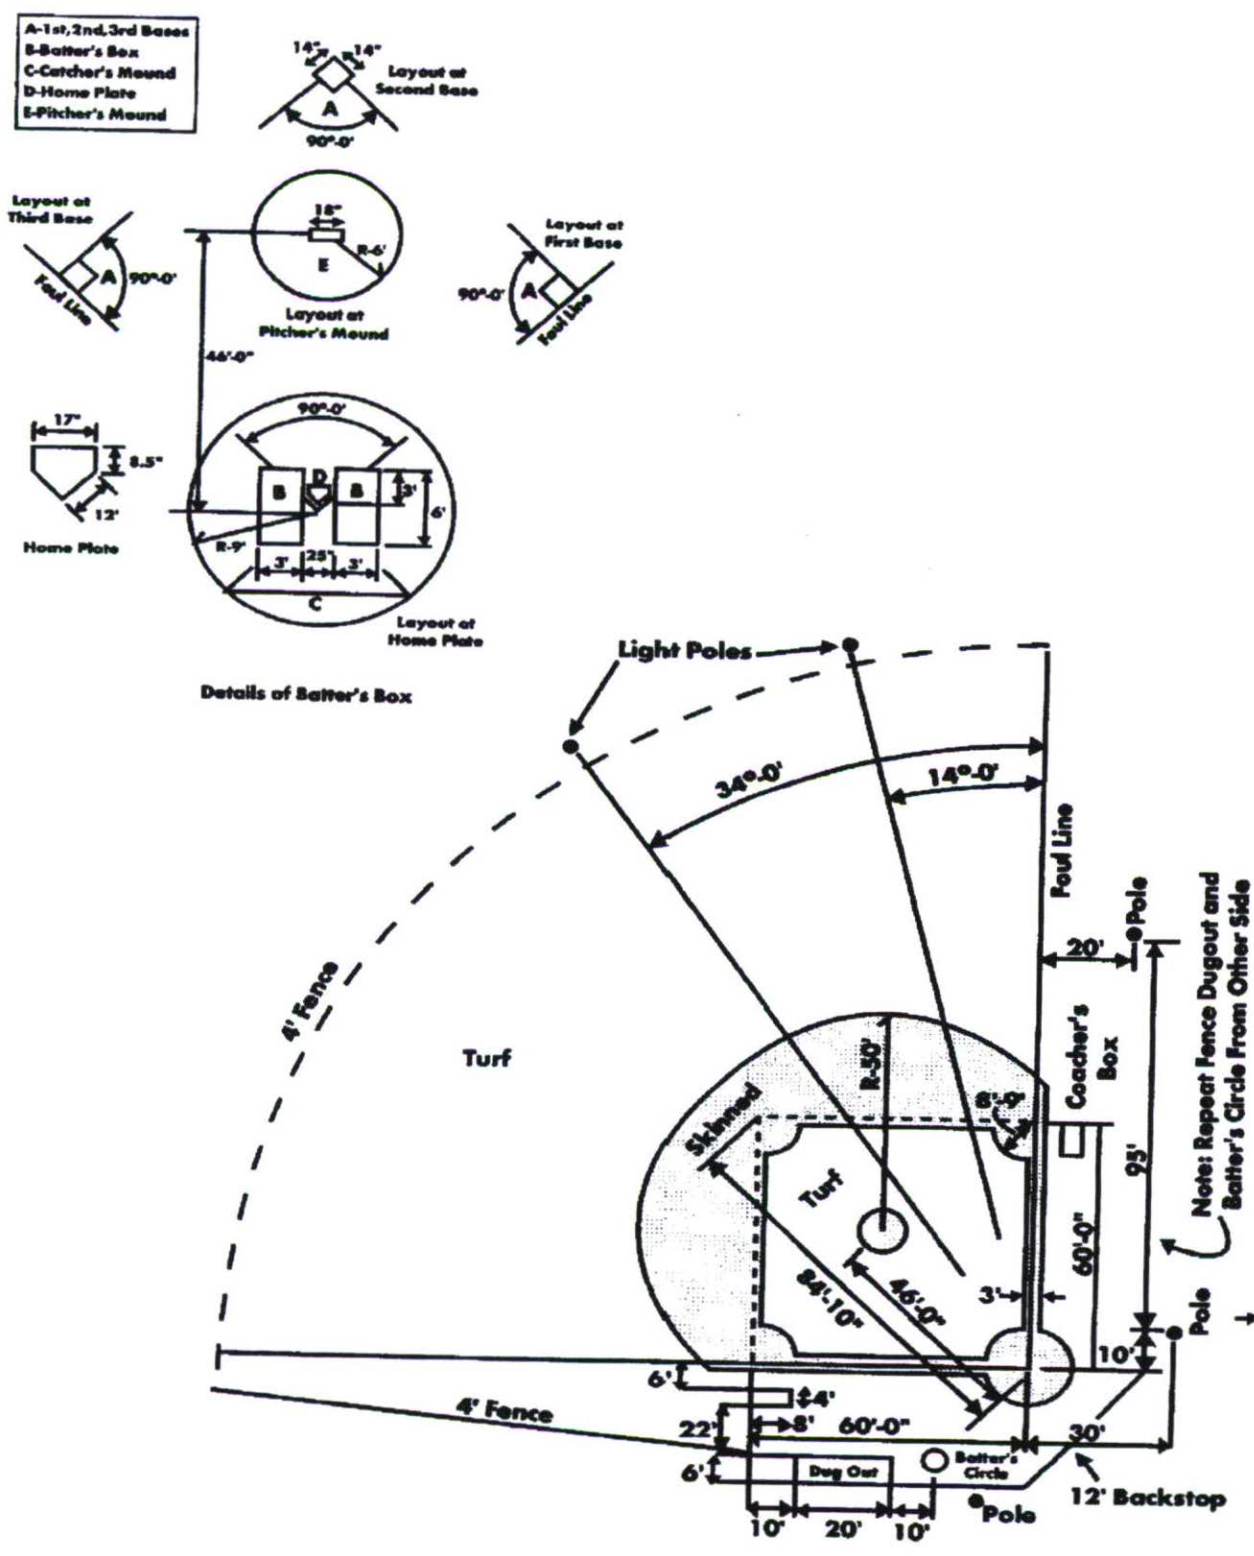 A-1st,2nd,3rd Bases
B-Batter's Box
C-Catcher's Mound
D-Home Plate
E-Pitcher's Mound
14"
14"
Layout at
Second Base
A
90°-0'
Layout at
Third Base
A
90°-0'
Foul Line
18"
R-6'
E
Layout at
Pitcher's Mound
Layout at
First Base
90°-0'
A
Foul Line
46'-0"
17"
8.5"
12'
Home Plate
90°-0'
B
D
B
3'
6'
R-9'
3'
25"
3'
C
Layout at
Home Plate
Details of Batter's Box
Light Poles
34°-0'
14°-0'
Foul Line
Pole
20'
4' Fence
Turf
Coacher's
Box
R-50'
Skinned
8'-9'
Turf
95'
Note: Repeat Fence Dugout and
Batter's Circle From Other Side
60'-0"
84'-10"
46'-0"
3'
Pole
10'
6'
4'
4' Fence
22'
8'
60'-0"
30'
6'
Dug Out
Batter's
Circle
12' Backstop
Pole
10'
20'
10'